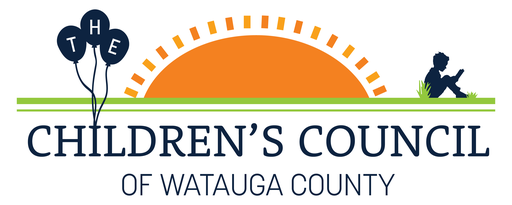 THE
CHILDREN'S COUNCIL
OF WATAUGA COUNTY